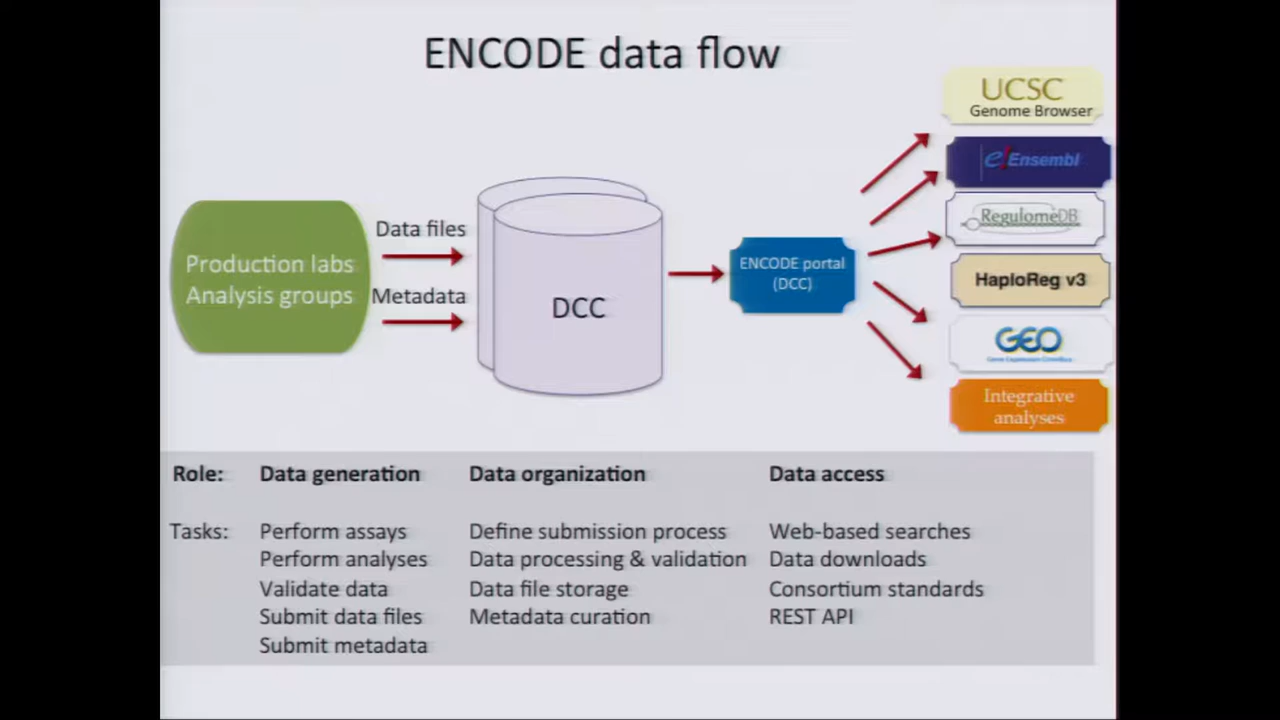 ENCODE data flow
UCSC
Genome Browser
e!Ensembl
RegulomeDB
HaploReg v3
GEO
Gene Expression Omnibus
Integrative
analyses
Production labs
Analysis groups
Data files
Metadata
DCC
ENCODE portal
(DCC)
Role: Data generation Data organization Data access
Tasks: Perform assays Define submission process Web-based searches
Perform analyses Data processing & validation Data downloads
Validate data Data file storage Consortium standards
Submit data files Metadata curation REST API
Submit metadata